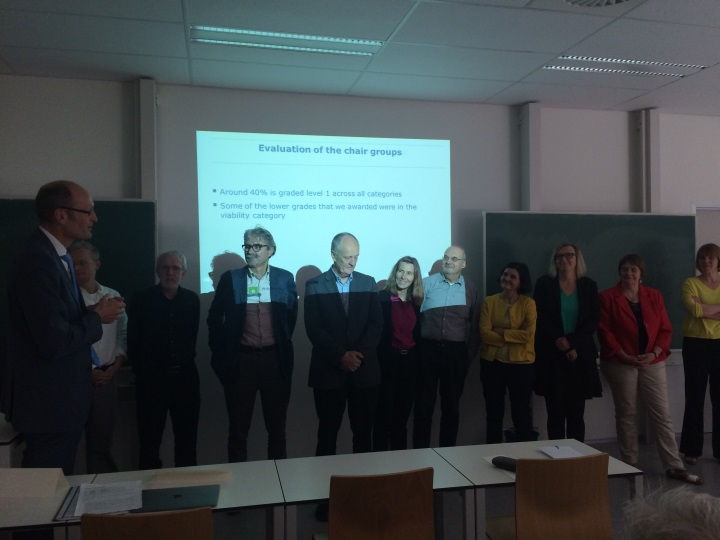 Evaluation of the chair groups
Around 40% is graded level 1 across all categories
Some of the lower grades that we awarded were in the
viability category